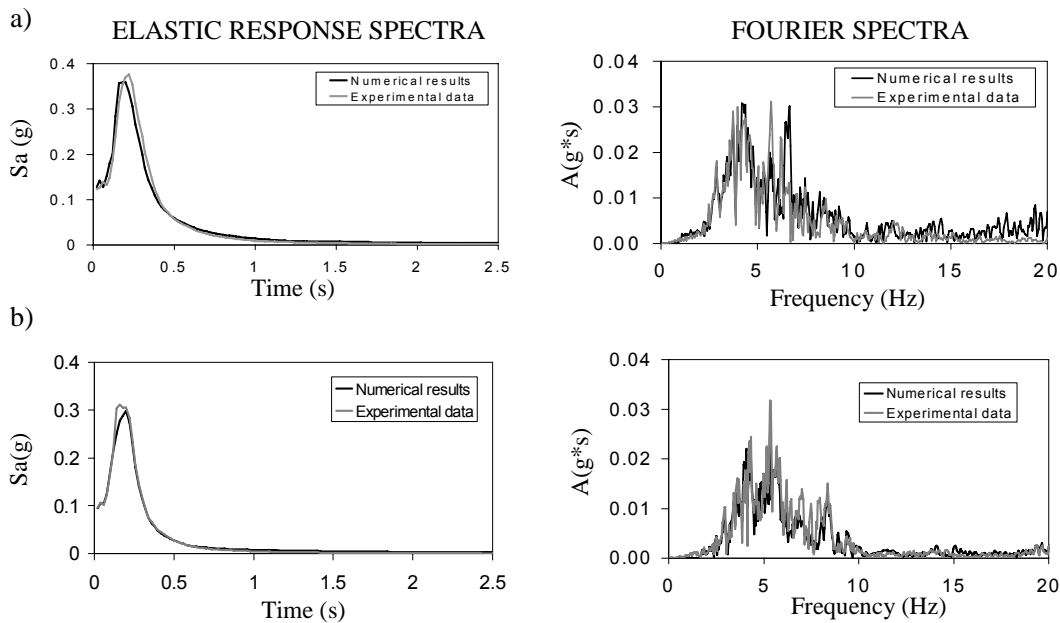 a)
ELASTIC RESPONSE SPECTRA
FOURIER SPECTRA
0.4
0.3
0.2
0.1
0
Sa (g)
Numerical results
Experimental data
0
0.5
1
1.5
2
2.5
Time (s)
0.04
0.03
0.02
0.01
0.00
A(g*s)
Numerical results
Experimental data
0
5
10
15
20
Frequency (Hz)
b)
0.4
0.3
0.2
0.1
0
Sa(g)
Numerical results
Experimental data
0
0.5
1
1.5
2
2.5
Time (s)
0.04
0.03
0.02
0.01
0.00
A(g*s)
Numerical results
Experimental data
0
5
10
15
20
Frequency (Hz)